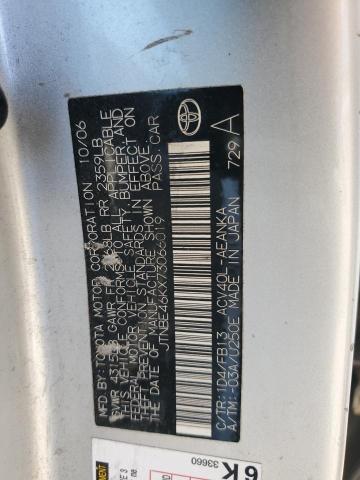 MFD. BY: TOYOTA MOTOR CORPORATION 10/06
GVWR 4315LB GAWR FR 2468LB RR 2359LB
THIS VEHICLE CONFORMS TO ALL APPLICABLE
FEDERAL MOTOR VEHICLE SAFETY, BUMPER, AND
THEFT PREVENTION STANDARDS IN EFFECT ON
THE DATE OF MANUFACTURE SHOWN ABOVE.
JTNBE46KX73066019 PASS. CAR
C/TR: 1D4/FB13 ACV40L-AEANKA
A/TM: -03A/U250E MADE IN JAPAN
729 A
6K
33660